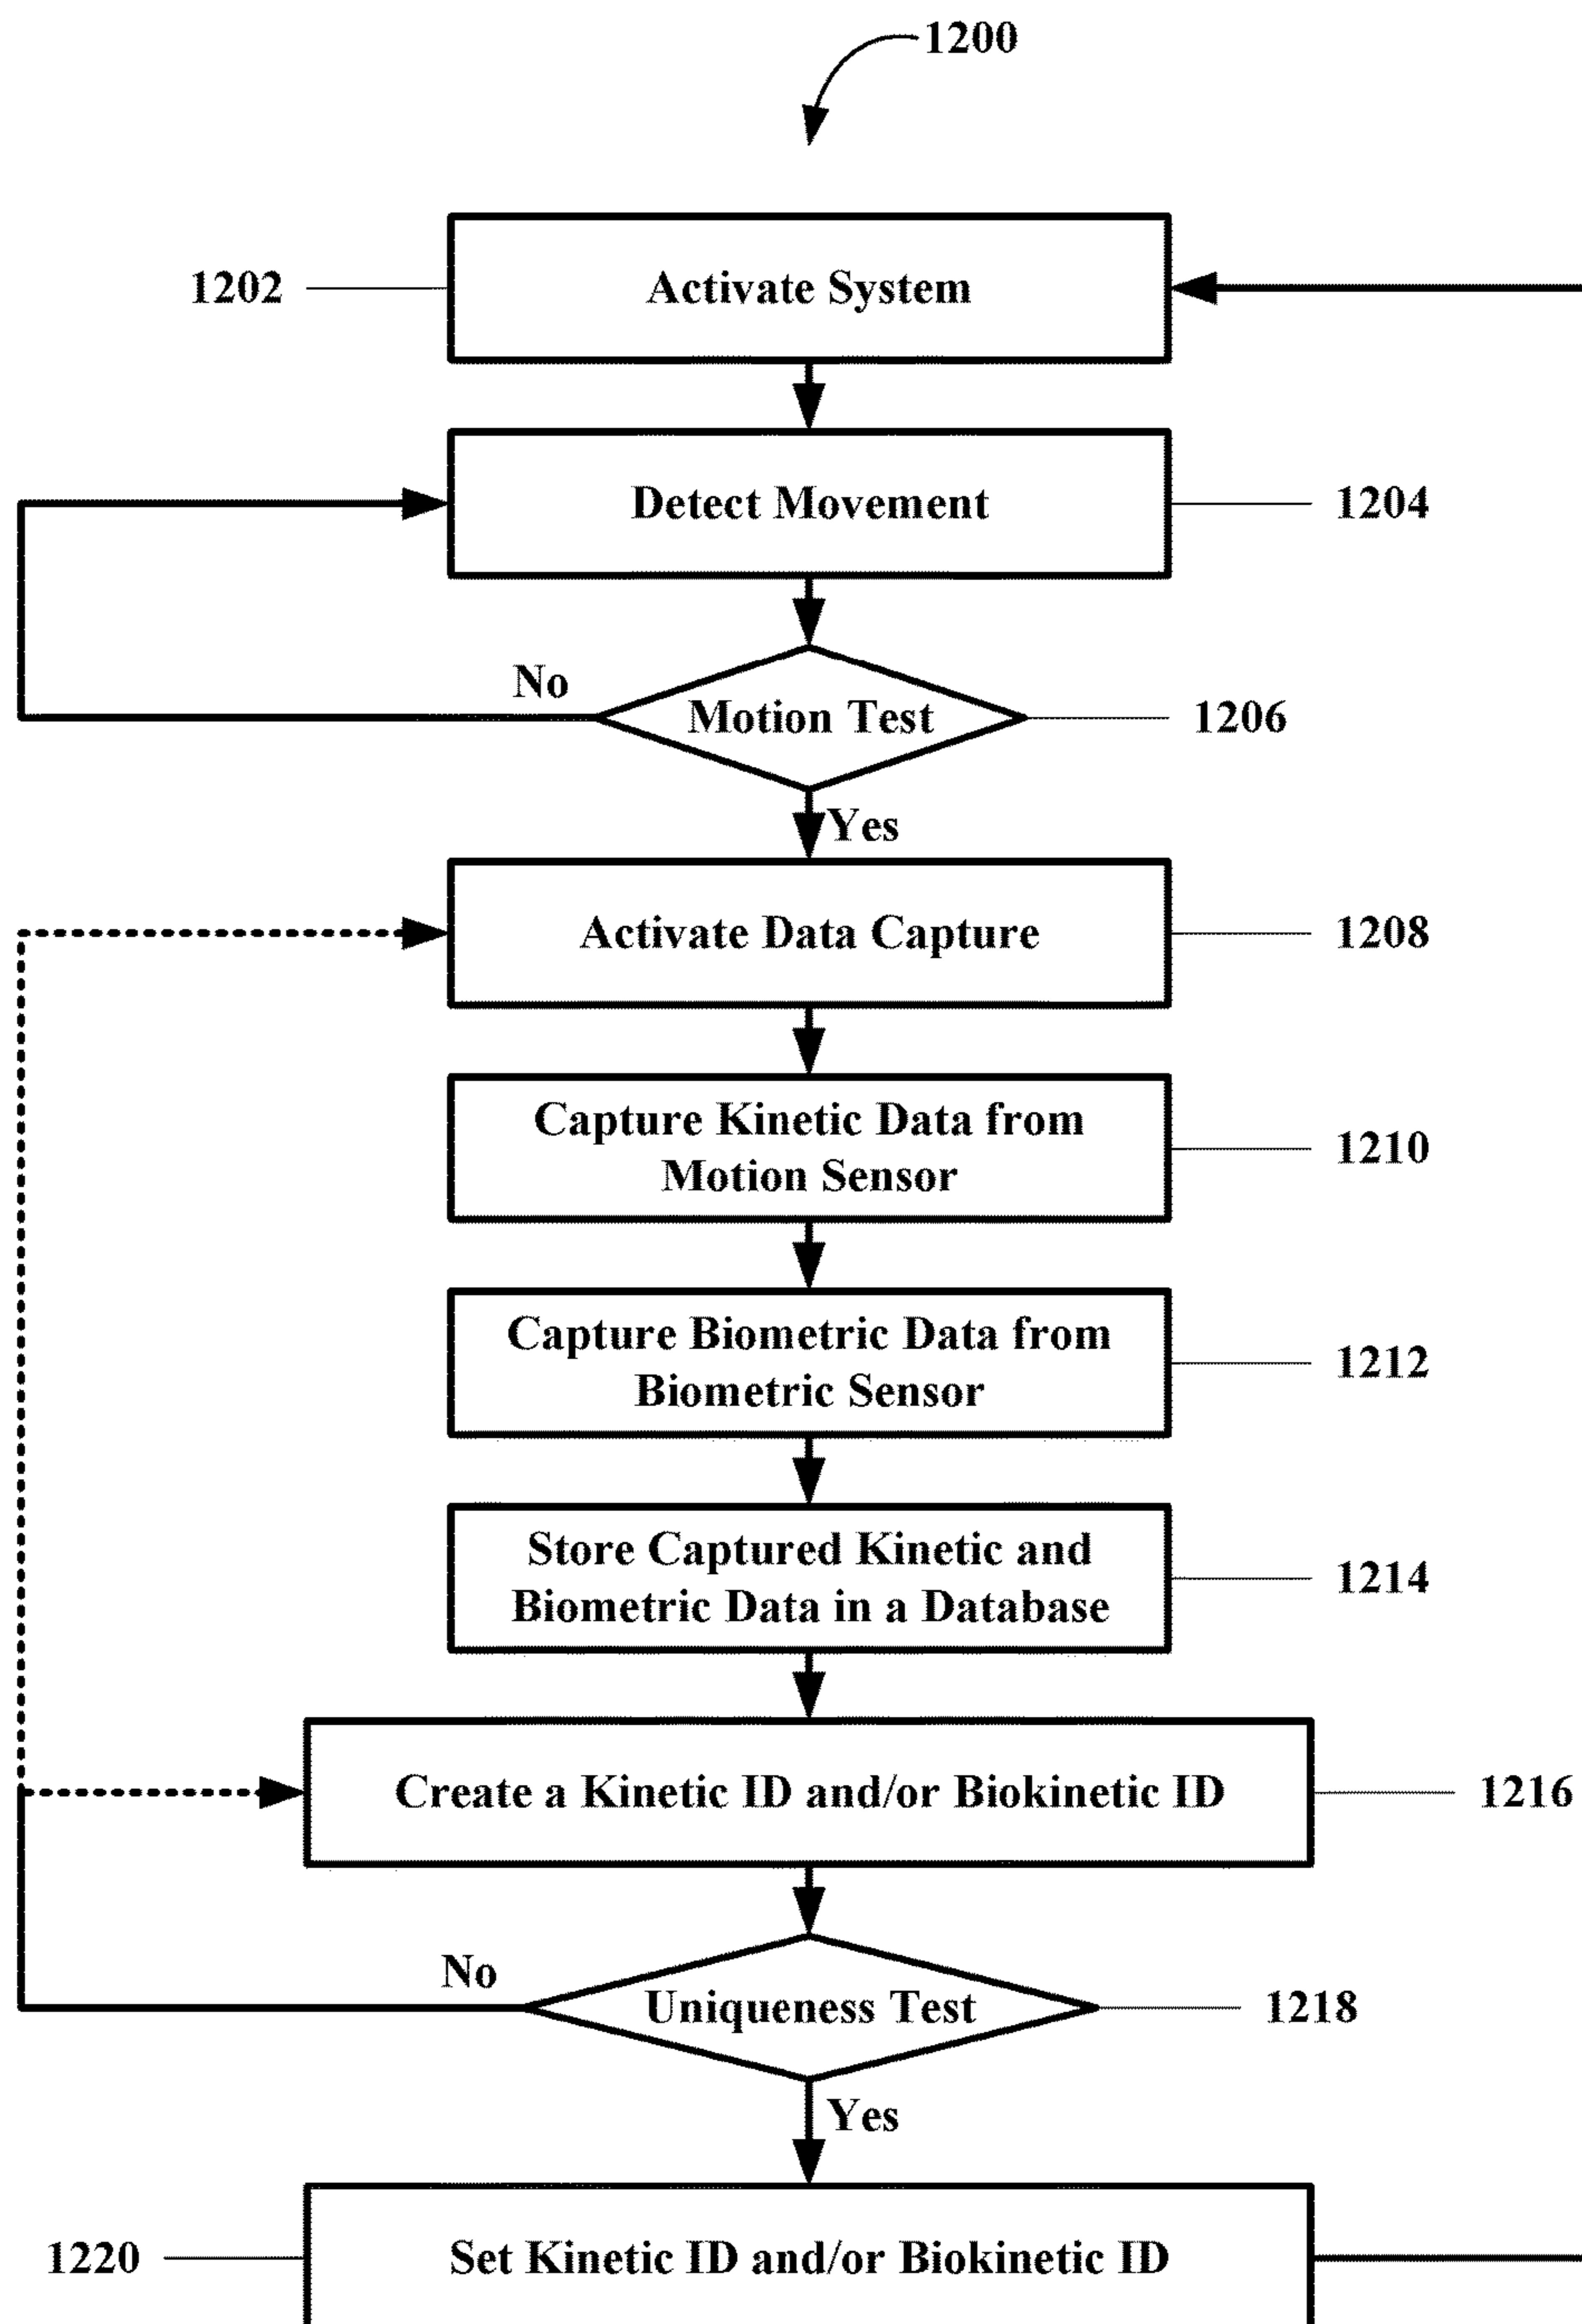 1200
1202
Activate System
Detect Movement
1204
No
Motion Test
1206
Yes
Activate Data Capture
1208
Capture Kinetic Data from
Motion Sensor
1210
Capture Biometric Data from
Biometric Sensor
1212
Store Captured Kinetic and
Biometric Data in a Database
1214
Create a Kinetic ID and/or Biokinetic ID
1216
No
Uniqueness Test
1218
Yes
1220
Set Kinetic ID and/or Biokinetic ID